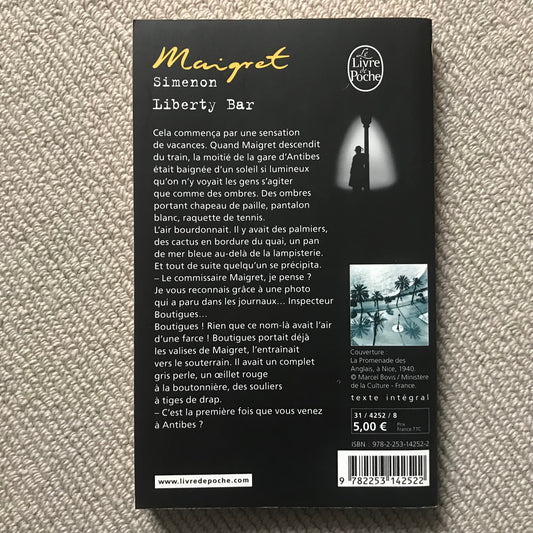 Maigret
Simenon
Liberty Bar
Le
Livre
de
Poche
Cela commença par une sensation
de vacances. Quand Maigret descendit
du train, la moitié de la gare d'Antibes
était baignée d'un soleil si lumineux
qu'on n'y voyait les gens s'agiter
que comme des ombres. Des ombres
portant chapeau de paille, pantalon
blanc, raquette de tennis.
L'air bourdonnait. Il y avait des palmiers,
des cactus en bordure du quai, un pan
de mer bleue au-delà de la lampisterie.
Et tout de suite quelqu'un se précipita.
– Le commissaire Maigret, je pense ?
Je vous reconnais grâce à une photo
qui a paru dans les journaux... Inspecteur
Boutigues...
Boutigues ! Rien que ce nom-là avait l'air
d'une farce ! Boutigues portait déjà
les valises de Maigret, l'entraînait
vers le souterrain. Il avait un complet
gris perle, un œillet rouge
à la boutonnière, des souliers
à tiges de drap.
– C'est la première fois que vous venez
à Antibes ?
www.livredepoche.com
Couverture :
La Promenade des
Anglais, à Nice, 1940.
© Marcel Bovis / Ministère
de la Culture - France.
texte intégral
31 / 4252 / 8
5,00 €
Prix
France TTC
ISBN : 978-2-253-14252-2
9 782253 142522